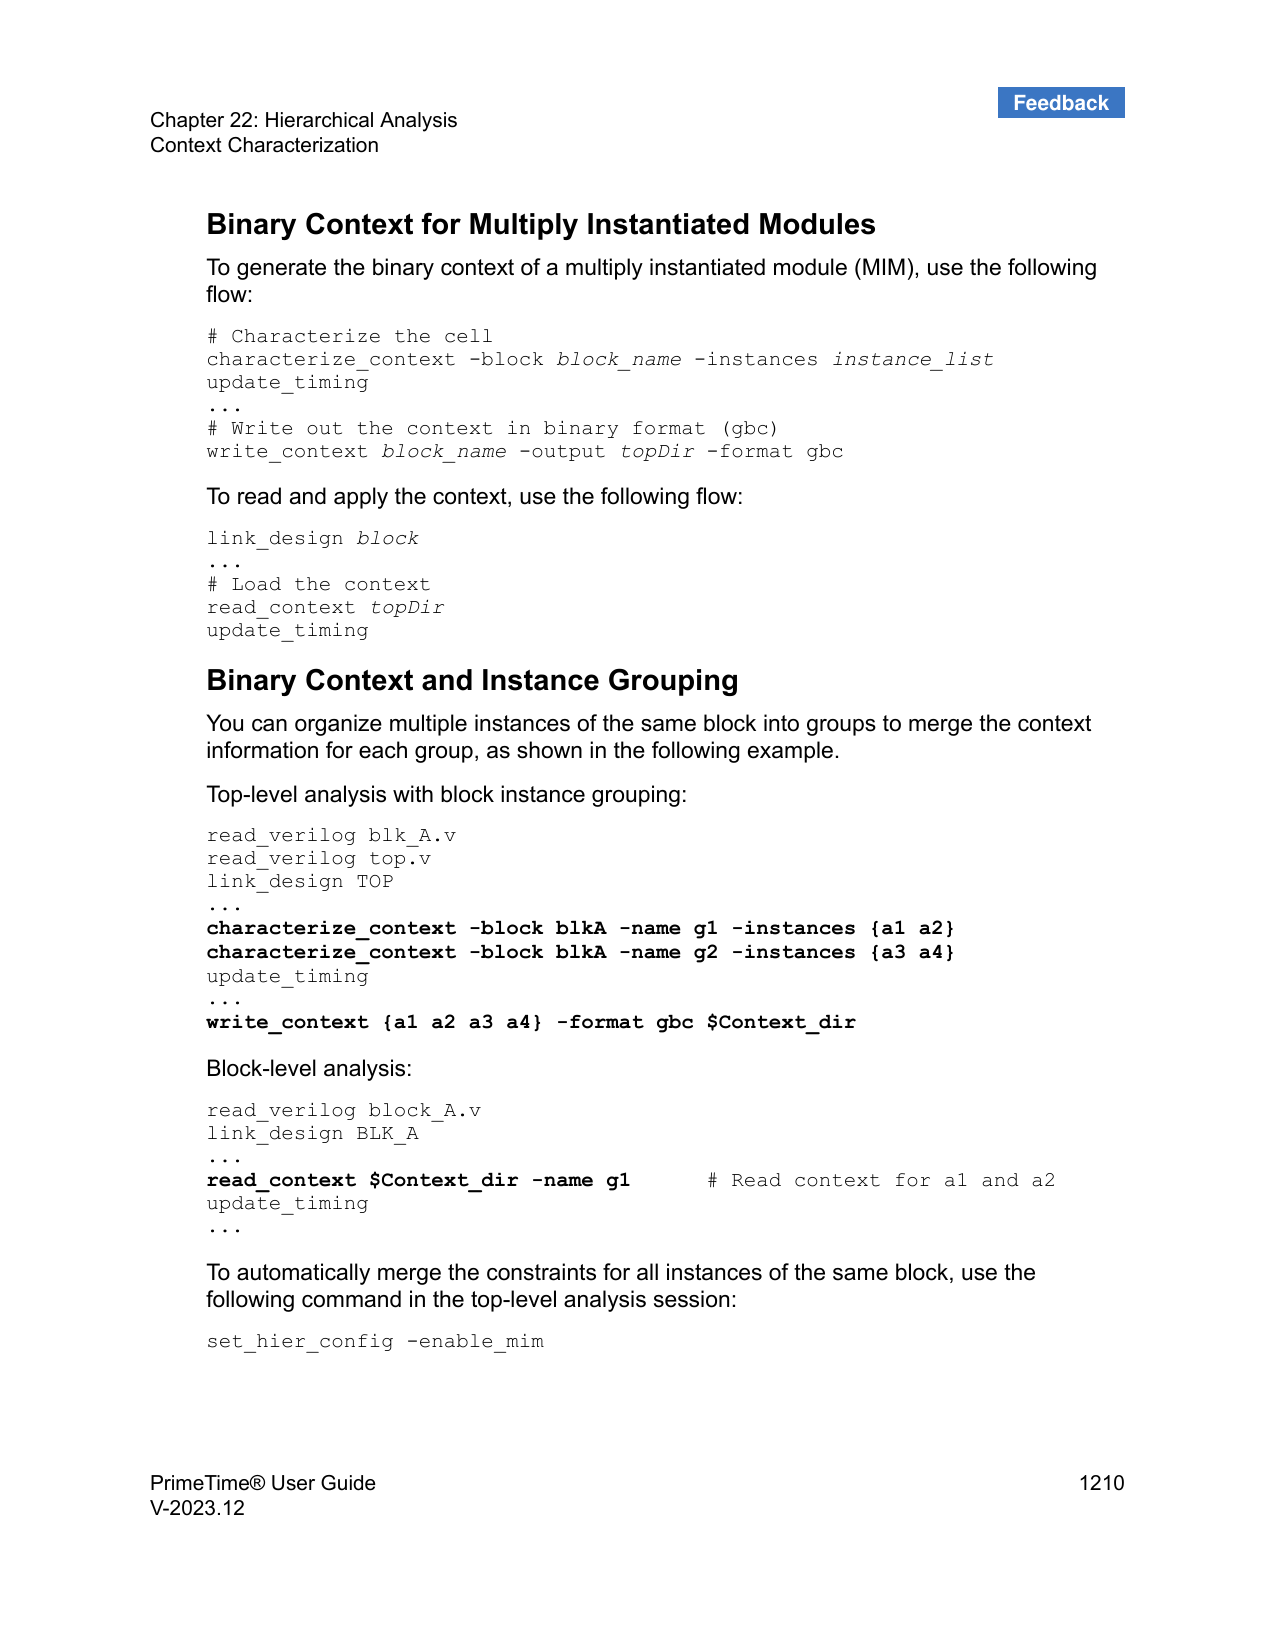 Feedback
Chapter 22: Hierarchical Analysis
Context Characterization
Binary Context for Multiply Instantiated Modules
To generate the binary context of a multiply instantiated module (MIM), use the following
flow:
# Characterize the cell
characterize_context -block block_name -instances instance_list
update_timing
...
# Write out the context in binary format (gbc)
write_context block_name -output topDir -format gbc
To read and apply the context, use the following flow:
link_design block
...
# Load the context
read_context topDir
update_timing
Binary Context and Instance Grouping
You can organize multiple instances of the same block into groups to merge the context
information for each group, as shown in the following example.
Top-level analysis with block instance grouping:
read_verilog blk_A.v
read_verilog top.v
link_design TOP
...
characterize_context -block blkA -name g1 -instances {a1 a2}
characterize_context -block blkA -name g2 -instances {a3 a4}
update_timing
...
write_context {a1 a2 a3 a4} -format gbc $Context_dir
Block-level analysis:
read_verilog block_A.v
link_design BLK_A
...
read_context $Context_dir -name g1 # Read context for a1 and a2
update_timing
...
To automatically merge the constraints for all instances of the same block, use the
following command in the top-level analysis session:
set_hier_config -enable_mim
PrimeTime® User Guide 1210
V-2023.12